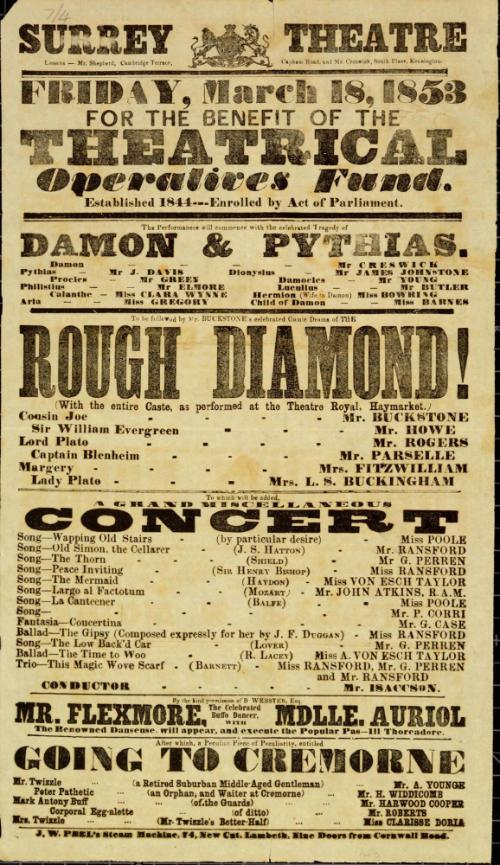 7/4
SURREY THEATRE
Lessees — Mr. Shepherd, Cambridge Terrace, Clapham Road, and Mr. Creswick, South Place, Kennington.
FRIDAY, March 18, 1853
FOR THE BENEFIT OF THE
THEATRICAL
Operatives Fund.
Established 1844---Enrolled by Act of Parliament.
The Performances will commence with the celebrated Tragedy of
DAMON & PYTHIAS.
Damon — — — — — — Mr CRESWICK
Pythias — Mr J. DAVIS Dionysius Mr JAMES JOHNSTONE
Procles — Mr GREEN Damocles — Mr YOUNG
Philistius — Mr ELMORE Lucullus — Mr BUTLER
Calanthe — Miss CLARA WYNNE Hermion (Wife to Damon) Miss BOWRING
Aria — Miss GREGORY Child of Damon — — Miss BARNES
To be followed by Mr. BUCKSTONE's celebrated Comic Drama of THE
ROUGH DIAMOND!
(With the entire Caste, as performed at the Theatre Royal, Haymarket.)
Cousin Joe - - - - Mr. BUCKSTONE
Sir William Evergreen - - - Mr. HOWE
Lord Plato - - - - Mr. ROGERS
Captain Blenheim - - - - Mr. PARSELLE
Margery - - - - - Mrs. FITZWILLIAM
Lady Plato - - - - Mrs. L. S. BUCKINGHAM
To which will be added,
A GRAND MISCELLANEOUS
CONCERT
Song—Wapping Old Stairs (by particular desire) - Miss POOLE
Song—Old Simon, the Cellarer - (J. S. HATTON) - Mr. RANSFORD
Song—The Thorn - (SHIELD) - Mr G. PERREN
Song—Peace Inviting - (SIR HENRY BISHOP) - Miss RANSFORD
Song—The Mermaid - (HAYDON) - Miss VON ESCH TAYLOR
Song—Largo al Factotum - (MOZART) - Mr. JOHN ATKINS, R.A.M.
Song—La Cantener - (BALFE) - Miss POOLE
Song— - - - - Mr. P. CORRI
Fantasia—Concertina - - - Mr. G. CASE
Ballad—The Gipsy (Composed expressly for her by J. F. DUGGAN) - Miss RANSFORD
Song—The Low Back'd Car - (LOVER) - Mr. G. PERREN
Ballad—The Time to Woo - (R. LACEY) Miss A. VON ESCH TAYLOR
Trio—This Magic Wove Scarf - (BARNETT) - Miss RANSFORD, Mr. G. PERREN
and Mr. RANSFORD
CONDUCTOR - - - - Mr. ISACCSON.
By the kind permission of B. WEBSTER, Esq.
MR. FLEXMORE, The Celebrated Buffo Dancer, WITH MDLLE. AURIOL
The Renowned Danseuse, will appear, and execute the Popular Pas—Ill Thorcadore.
After which, a Peculiar Piece of Peculiarity, entitled
GOING TO CREMORNE
Mr. Twizzle (a Retired Suburban Middle-Aged Gentleman) Mr. A. YOUNGE
Peter Pathetic (an Orphan, and Waiter at Cremorne) Mr. H. WIDDICOMB
Mark Antony Buff (of the Guards) Mr. HARWOOD COOPER
Corporal Egg-alette (of ditto) Mr. ROBERTS
Mrs. Twizzle (Mr. Twizzle's Better-Half) Miss CLARISSE DORIA
J. W. PEEL's Steam Machine, 74, New Cut, Lambeth, Nine Doors from Cornwall Road.